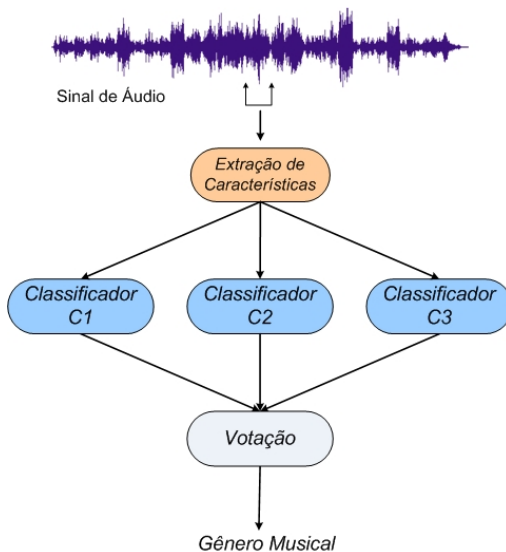 Sinal de Áudio
Extração de
Características
Classificador
C1
Classificador
C2
Classificador
C3
Votação
Gênero Musical